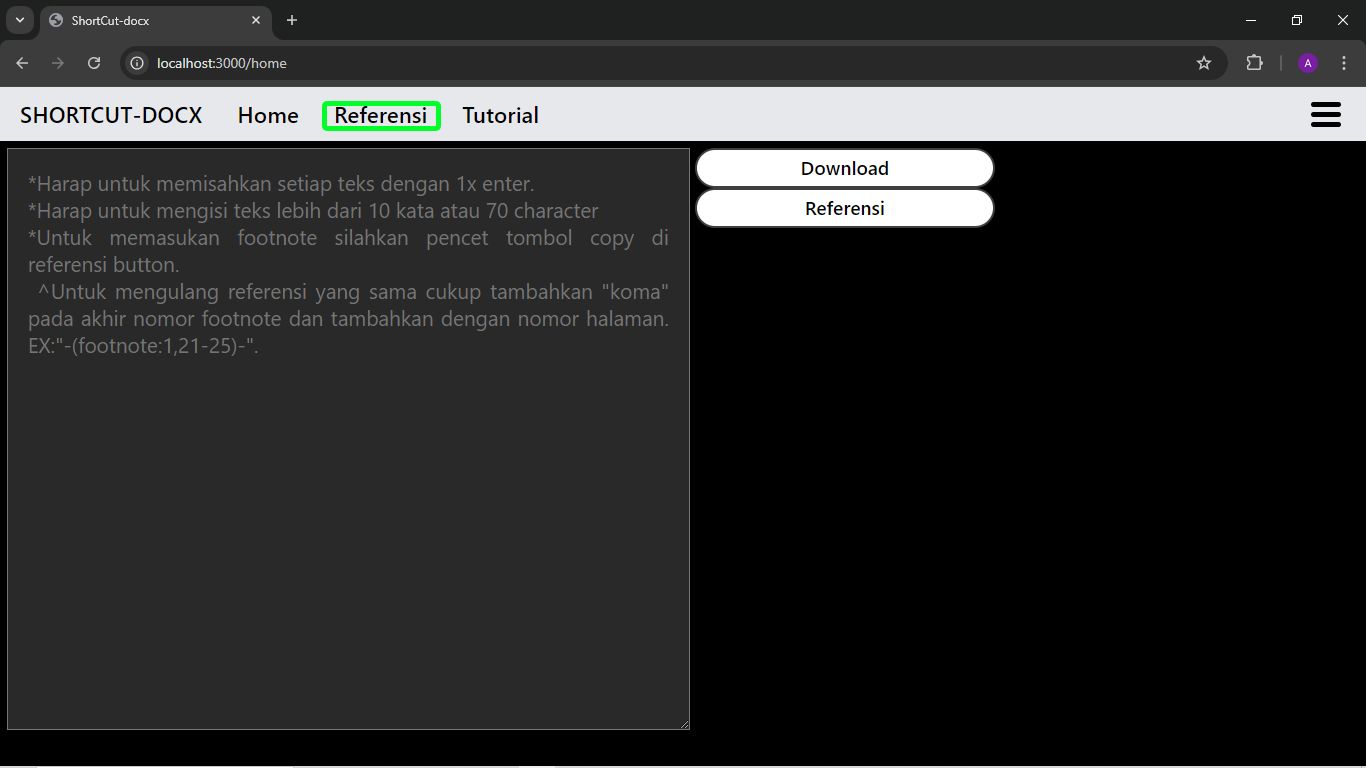 ShortCut-docx
localhost:3000/home
A
SHORTCUT-DOCX Home Referensi Tutorial
*Harap untuk memisahkan setiap teks dengan 1x enter.
*Harap untuk mengisi teks lebih dari 10 kata atau 70 character
*Untuk memasukan footnote silahkan pencet tombol copy di
referensi button.
^Untuk mengulang referensi yang sama cukup tambahkan "koma"
pada akhir nomor footnote dan tambahkan dengan nomor halaman.
EX:"-(footnote:1,21-25)-".
Download
Referensi